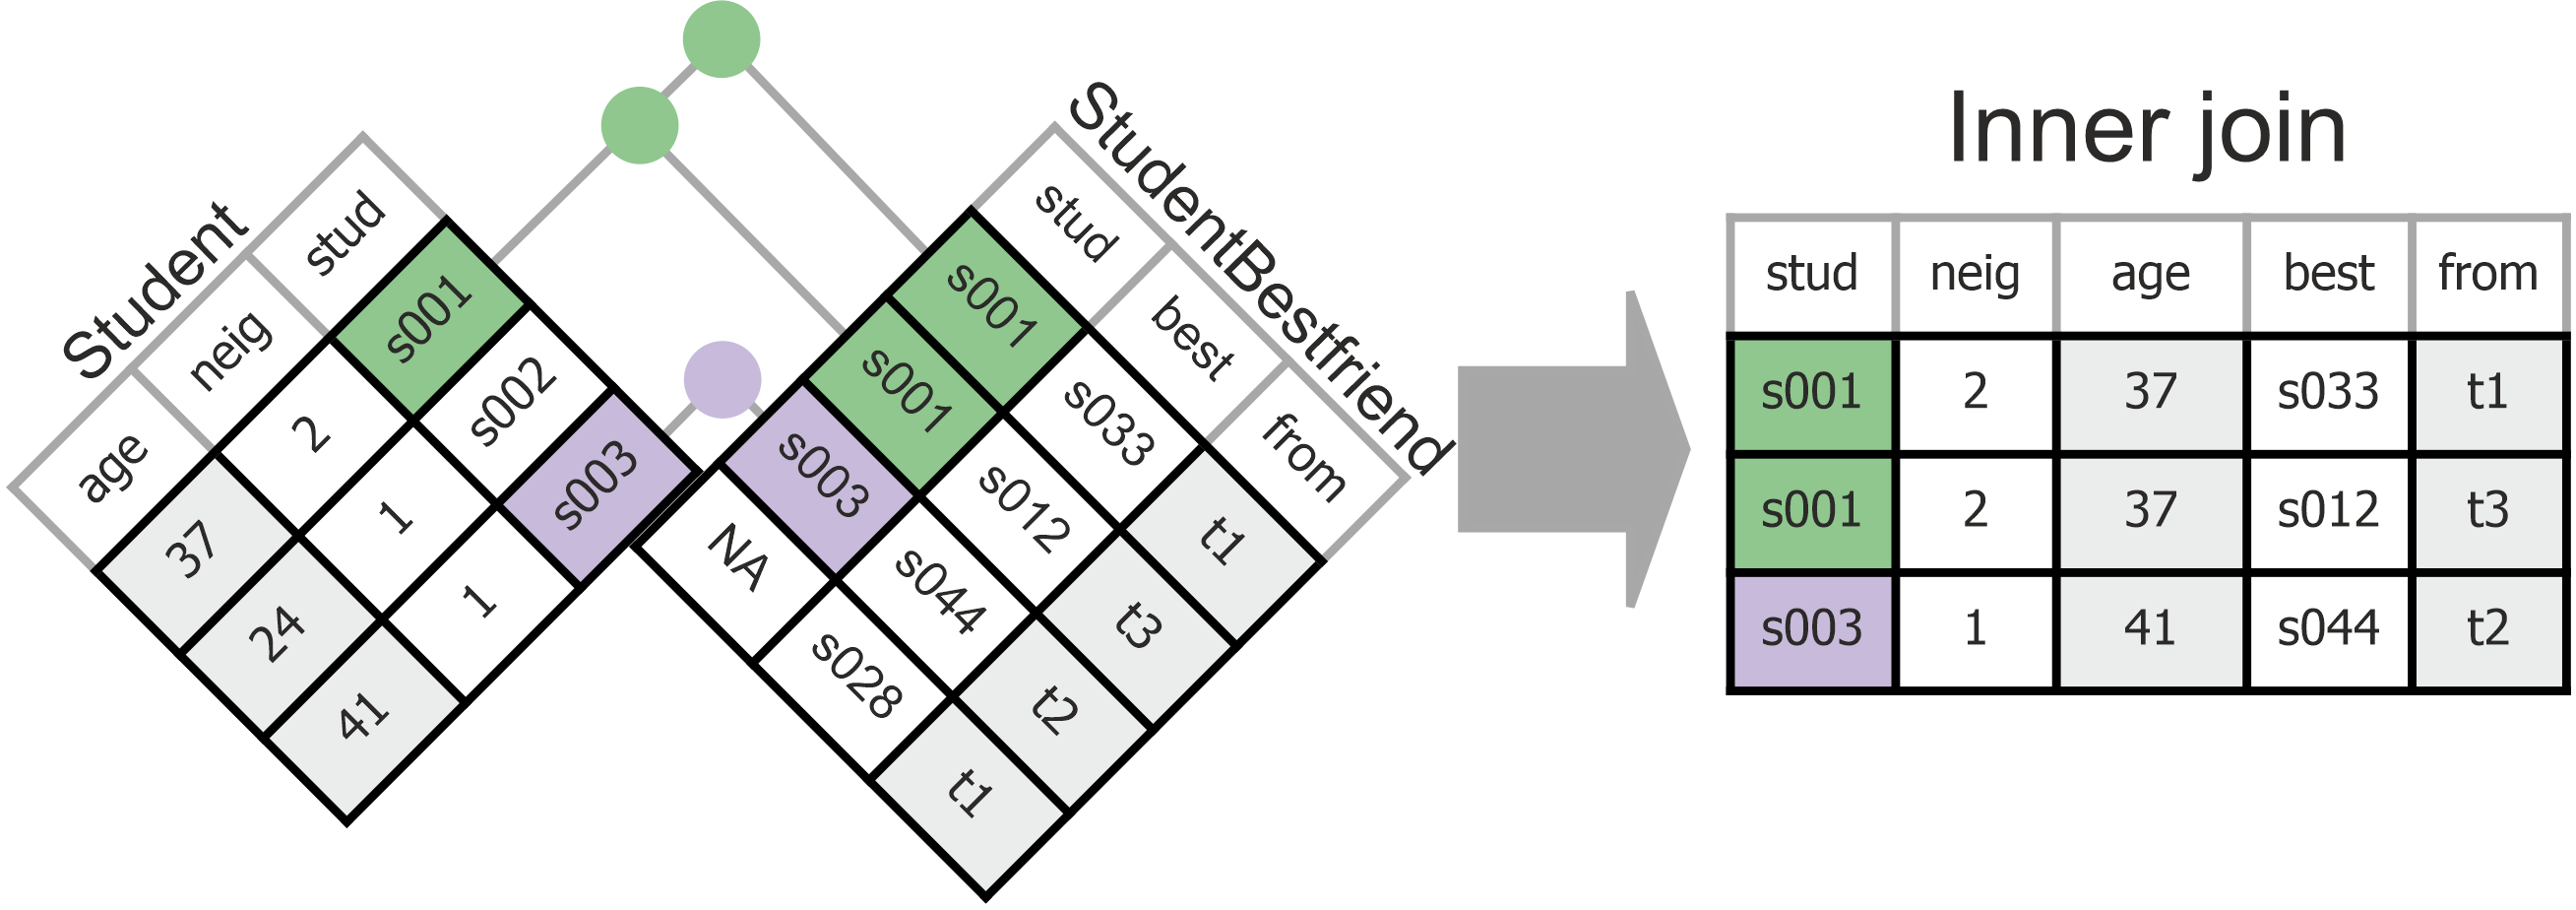 Student
stud neig age
s001 2 37
s002 1 24
s003 1 41
StudentBestfriend
stud best from
s001 s033 t1
s001 s012 t3
s003 s044 t2
NA s028 t1
Inner join
stud neig age best from
s001 2 37 s033 t1
s001 2 37 s012 t3
s003 1 41 s044 t2